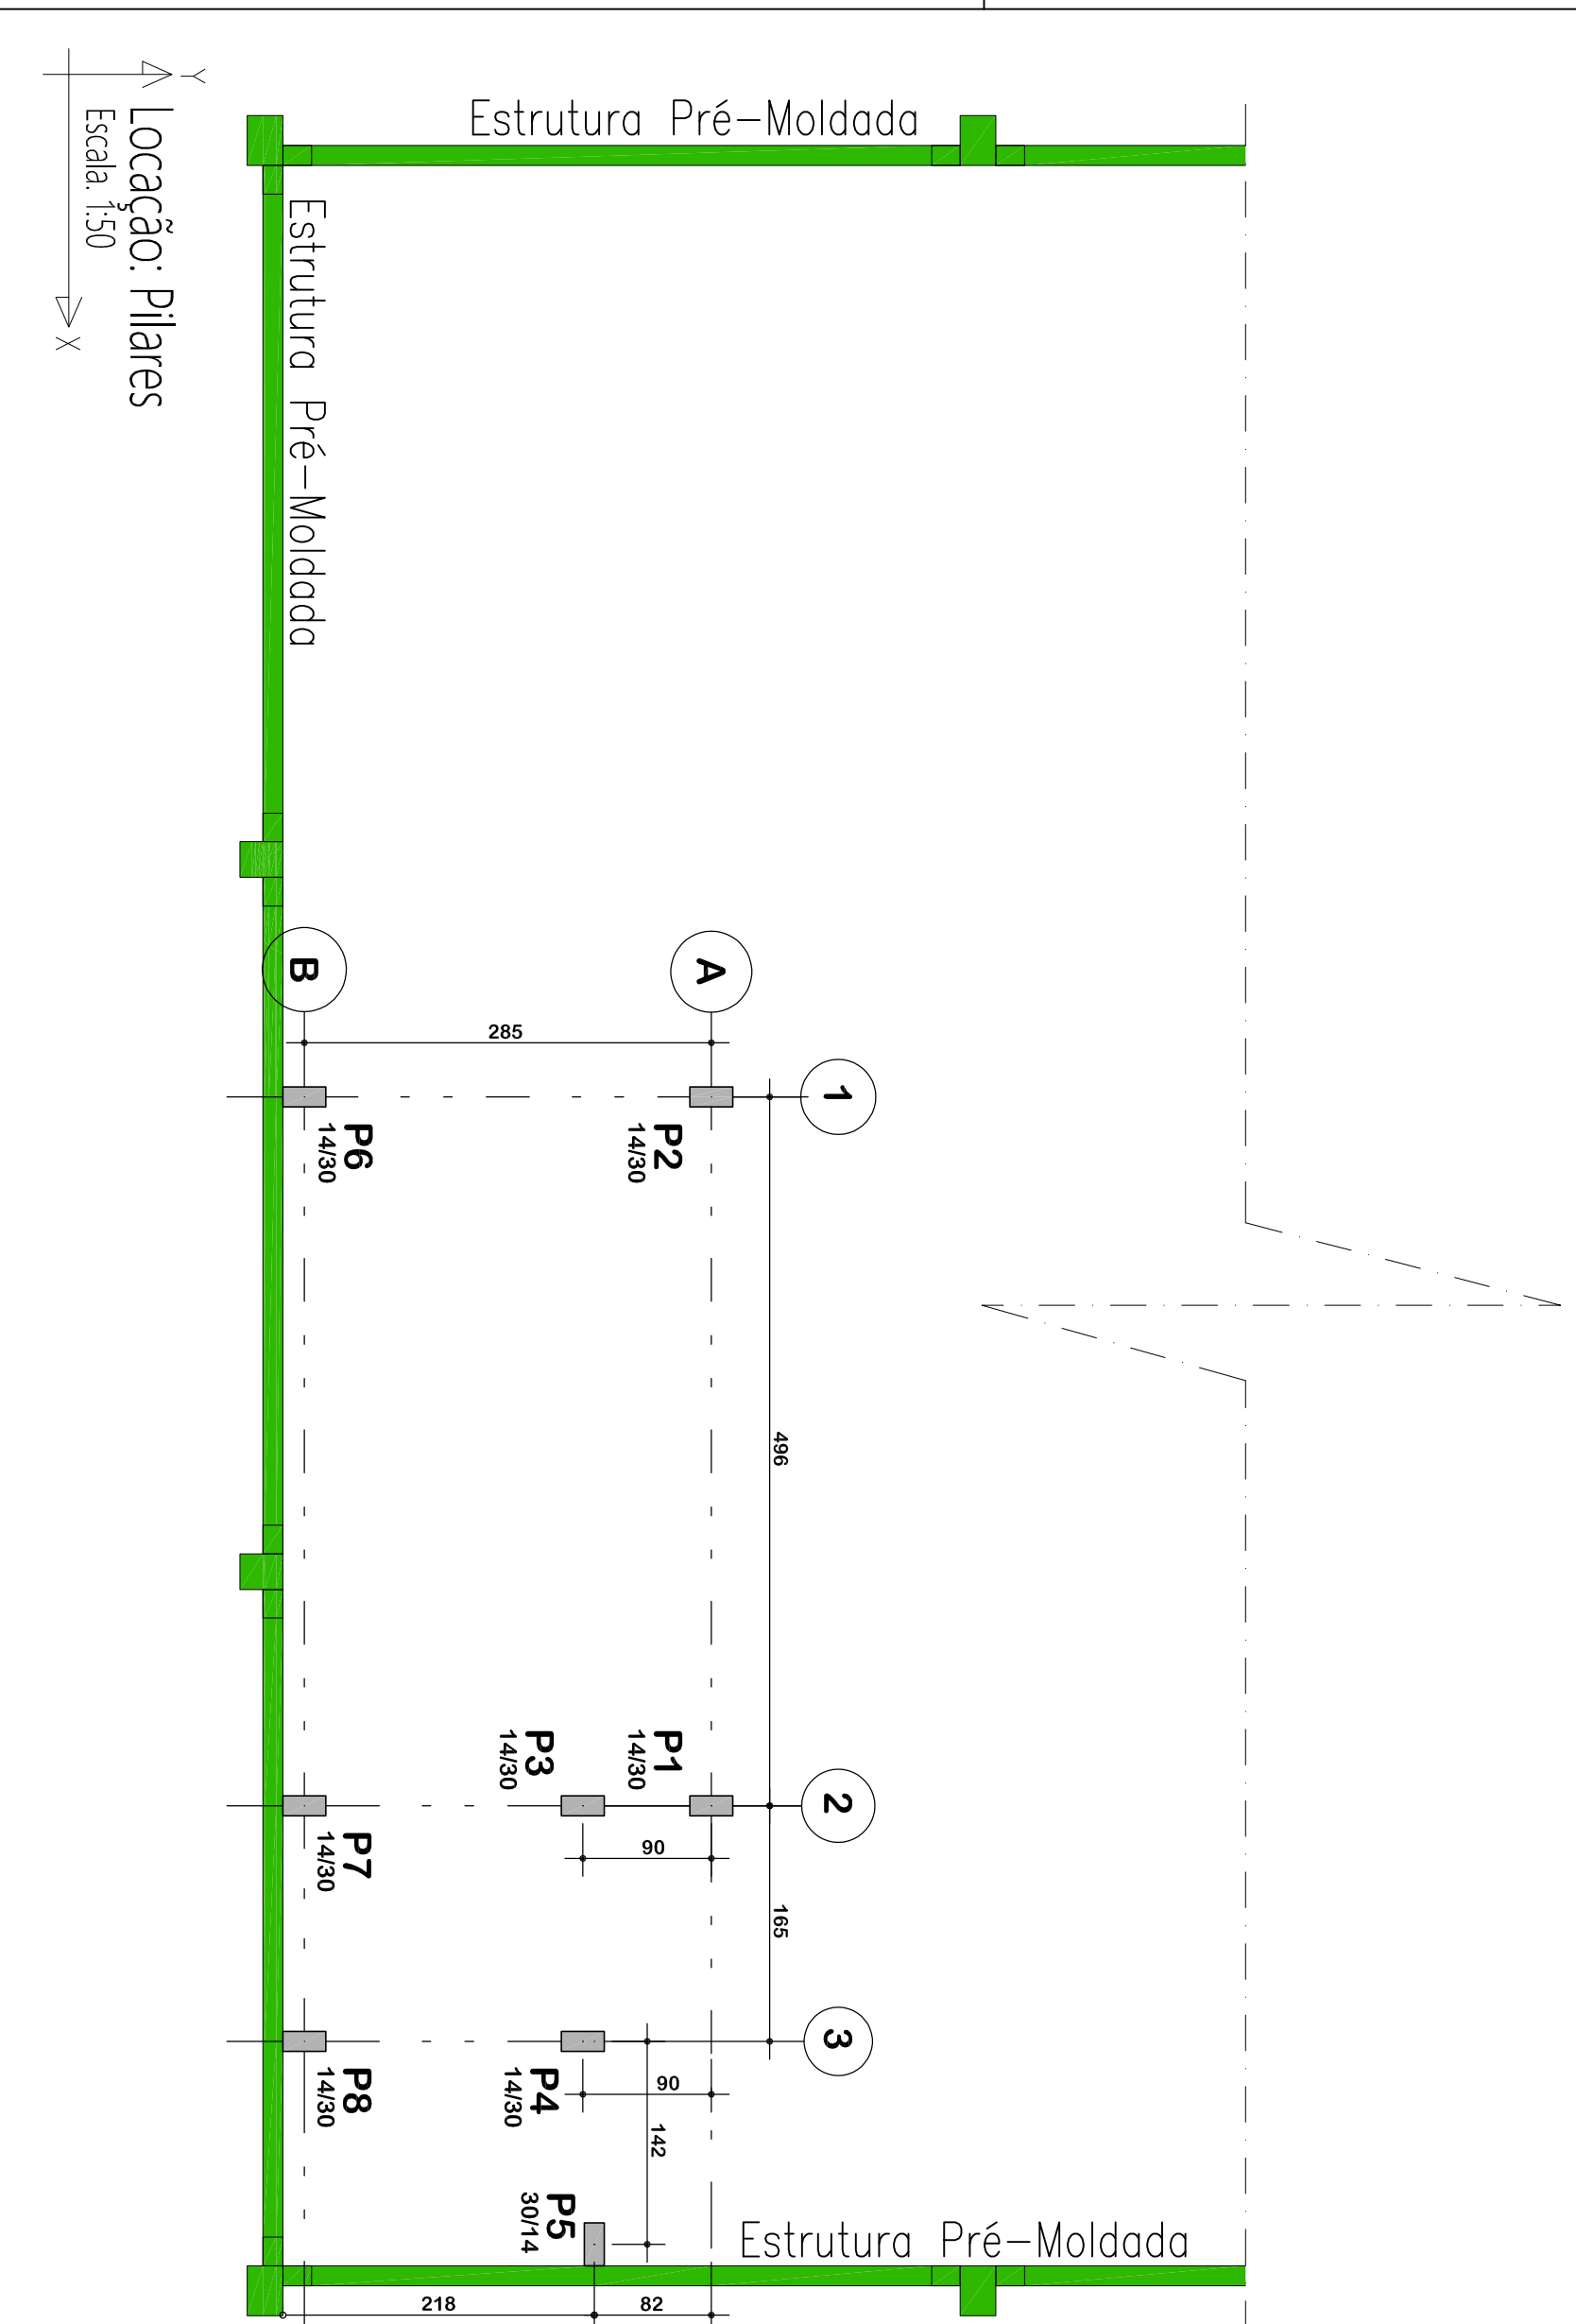 Estrutura Pré-Moldada
Y
Locação: Pilares
Escala. 1:50
X
Estrutura Pré-Moldada
B
A
285
1
P6
14/30
P2
14/30
496
P3
14/30
P1
14/30
2
P7
14/30
90
165
3
P8
14/30
P4
14/30
90
142
P5
30/14
Estrutura Pré-Moldada
218
82